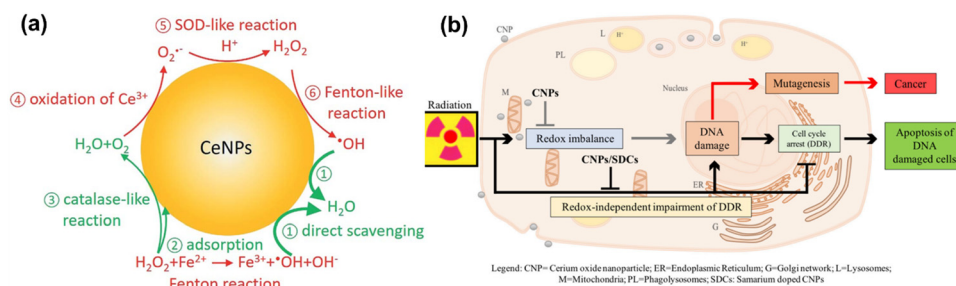 (a)
⑤ SOD-like reaction
O₂•- H⁺ H₂O₂
④ oxidation of Ce³⁺
⑥ Fenton-like
reaction
CeNPs
H₂O+O₂
•OH
①
H₂O
③ catalase-like
reaction
② adsorption
① direct scavenging
H₂O₂+Fe²⁺ → Fe³⁺+•OH+OH⁻
Fenton reaction
(b)
CNP
L
H⁺
H⁺
PL
M
CNPs
Nucleus
Mutagenesis
Cancer
Radiation
Redox imbalance
DNA
damage
Cell cycle
arrest (DDR)
Apoptosis of
DNA
damaged cells
CNPs/SDCs
ER
Redox-independent impairment of DDR
G
Legend: CNP= Cerium oxide nanoparticle; ER=Endoplasmic Reticulum; G=Golgi network; L=Lysosomes;
M=Mitochondria; PL=Phagolysosomes; SDCs: Samarium doped CNPs